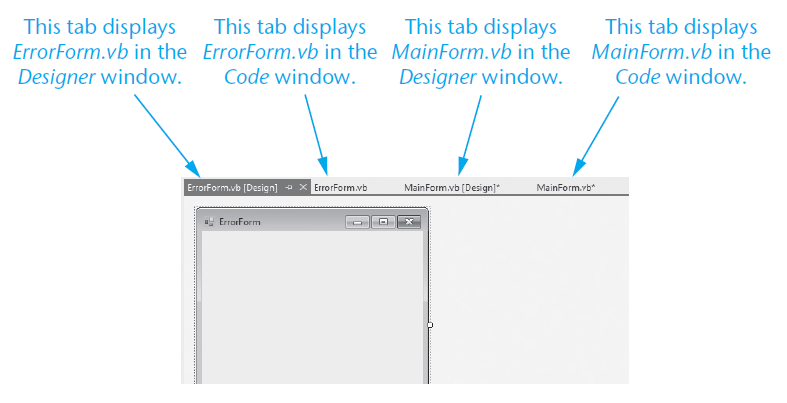 This tab displays
ErrorForm.vb in the
Designer window.
This tab displays
ErrorForm.vb in the
Code window.
This tab displays
MainForm.vb in the
Designer window.
This tab displays
MainForm.vb in the
Code window.
ErrorForm.vb [Design] ErrorForm.vb MainForm.vb [Design]* MainForm.vb*
ErrorForm